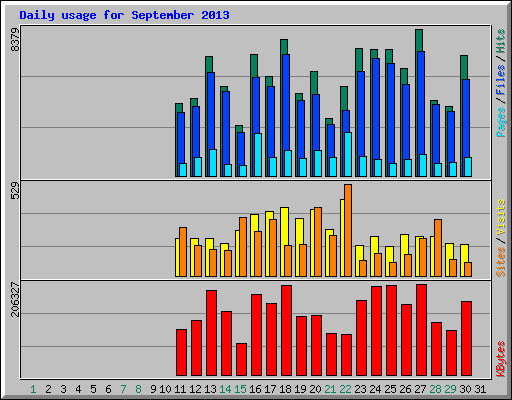 Daily usage for September 2013
8379
Pages / Files / Hits
529
Sites / Visits
206327
KBytes
1 2 3 4 5 6 7 8 9 10 11 12 13 14 15 16 17 18 19 20 21 22 23 24 25 26 27 28 29 30 31